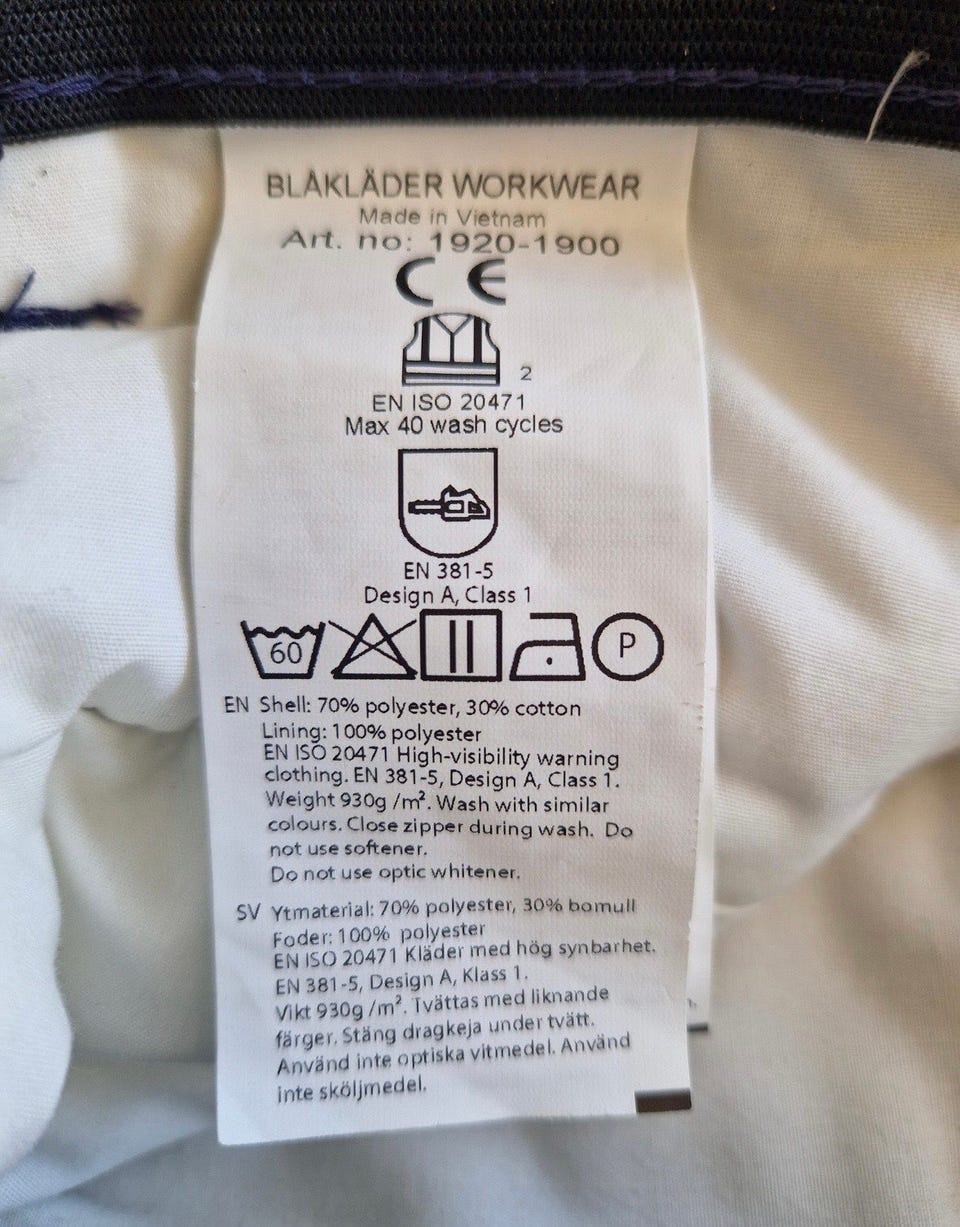 BLÅKLÄDER WORKWEAR
Made in Vietnam
Art. no: 1920-1900
CE
2
EN ISO 20471
Max 40 wash cycles
EN 381-5
Design A, Class 1
60
P
EN Shell: 70% polyester, 30% cotton
Lining: 100% polyester
EN ISO 20471 High-visibility warning
clothing. EN 381-5, Design A, Class 1.
Weight 930g /m². Wash with similar
colours. Close zipper during wash. Do
not use softener.
Do not use optic whitener.
SV Ytmaterial: 70% polyester, 30% bomull
Foder: 100% polyester
EN ISO 20471 Kläder med hög synbarhet.
EN 381-5, Design A, Klass 1.
Vikt 930g /m². Tvättas med liknande
färger. Stäng dragkeja under tvätt.
Använd inte optiska vitmedel. Använd
inte sköljmedel.